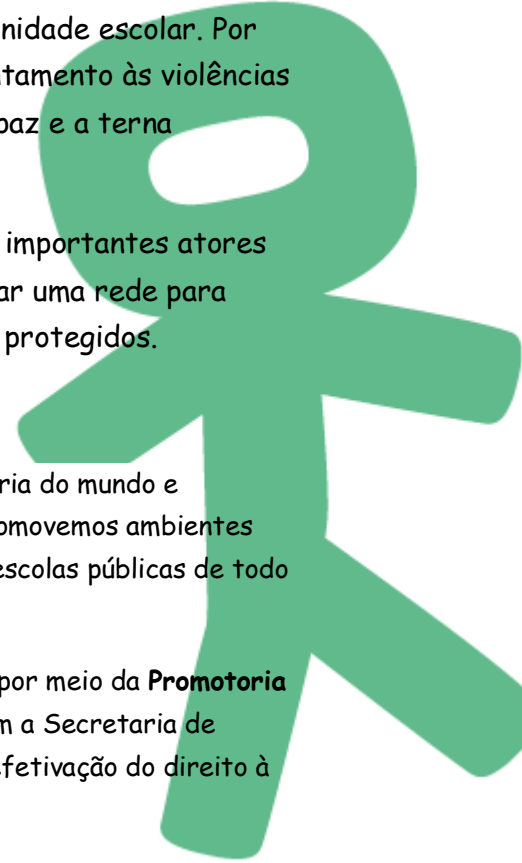 nidade escolar. Por
tamento às violências
paz e a terna
importantes atores
ar uma rede para
protegidos.
ria do mundo e
omovemos ambientes
escolas públicas de todo
por meio da Promotoria
m a Secretaria de
fetivação do direito à